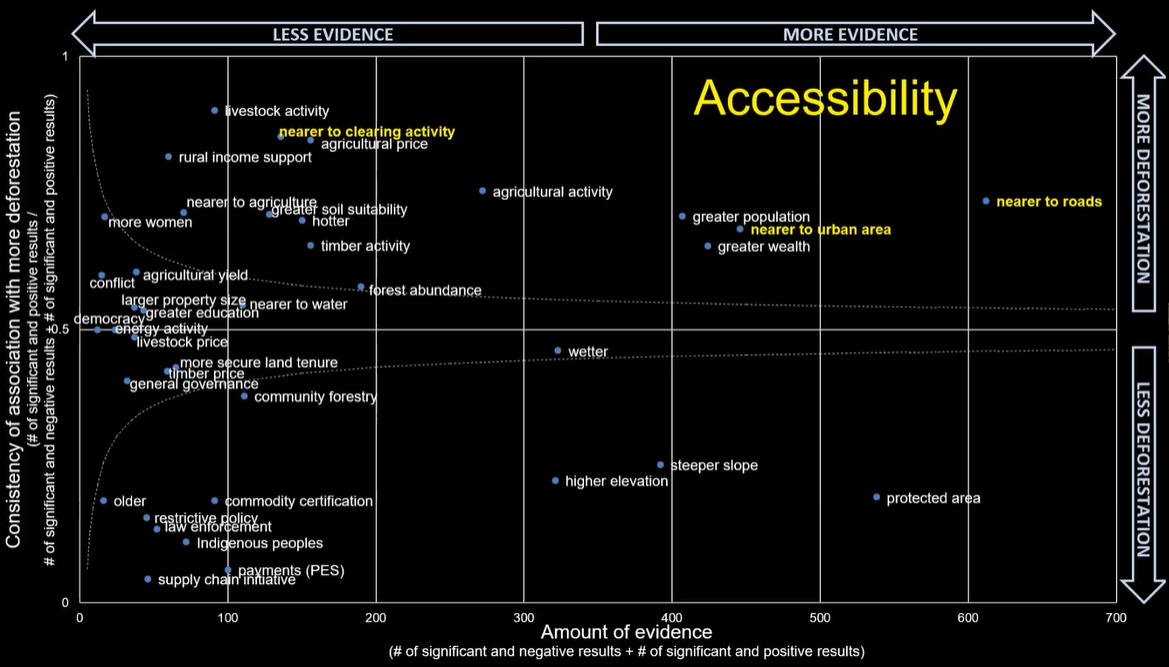 LESS EVIDENCE
MORE EVIDENCE
Accessibility
Consistency of association with more deforestation
(# of significant and positive results /
# of significant and negative results + # of significant and positive results)
1
0.5
0
livestock activity
nearer to clearing activity
agricultural price
rural income support
agricultural activity
nearer to roads
nearer to agriculture
greater soil suitability
more women
hotter
greater population
nearer to urban area
timber activity
greater wealth
conflict
agricultural yield
forest abundance
larger property size
nearer to water
greater education
democracy
energy activity
livestock price
wetter
more secure land tenure
timber price
general governance
community forestry
steeper slope
higher elevation
older
commodity certification
protected area
restrictive policy
law enforcement
Indigenous peoples
payments (PES)
supply chain initiative
MORE DEFORESTATION
LESS DEFORESTATION
0
100
200
300
400
500
600
700
Amount of evidence
(# of significant and negative results + # of significant and positive results)